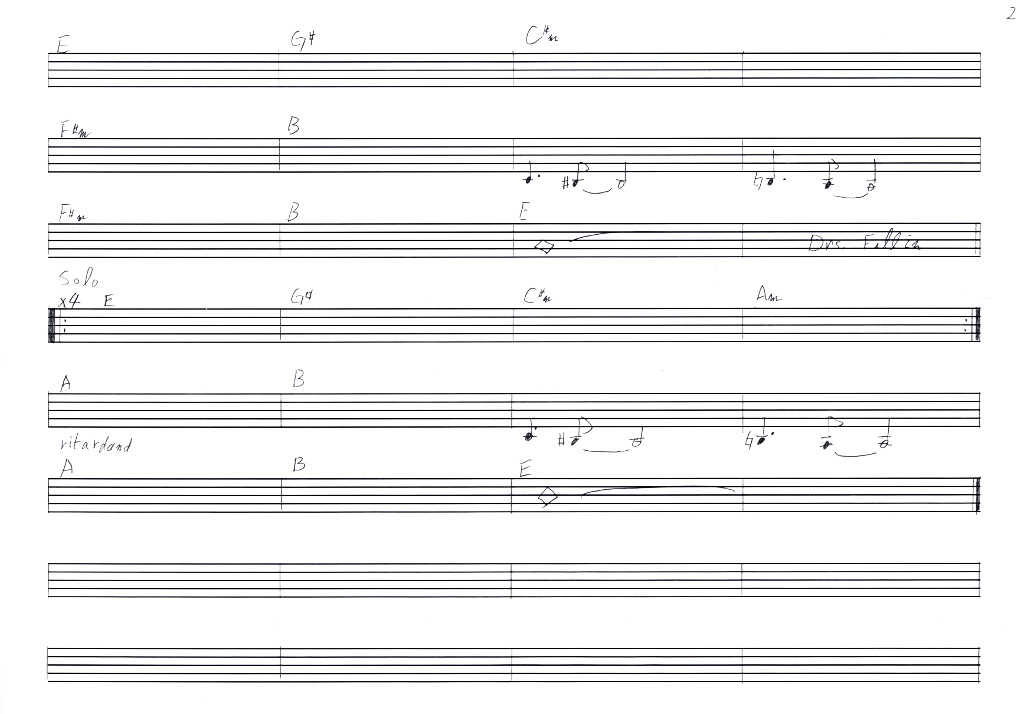 2
E G# C#m
F#m B
F#m B E
Drs. Fill in
Solo
x4 E G# C#m Am
A B
ritardand
A B E